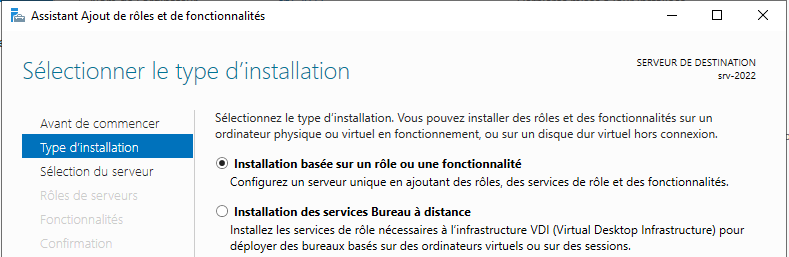 Assistant Ajout de rôles et de fonctionnalités
Sélectionner le type d'installation
SERVEUR DE DESTINATION
srv-2022
Avant de commencer
Type d'installation
Sélection du serveur
Rôles de serveurs
Fonctionnalités
Confirmation
Sélectionnez le type d'installation. Vous pouvez installer des rôles et des fonctionnalités sur un
ordinateur physique ou virtuel en fonctionnement, ou sur un disque dur virtuel hors connexion.
Installation basée sur un rôle ou une fonctionnalité
Configurez un serveur unique en ajoutant des rôles, des services de rôle et des fonctionnalités.
Installation des services Bureau à distance
Installez les services de rôle nécessaires à l'infrastructure VDI (Virtual Desktop Infrastructure) pour
déployer des bureaux basés sur des ordinateurs virtuels ou sur des sessions.